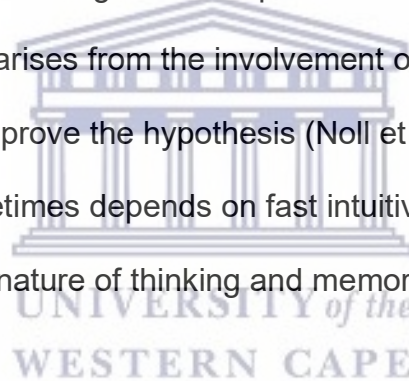 arises from the involvement o
prove the hypothesis (Noll et
etimes depends on fast intuitiv
nature of thinking and memor
UNIVERSITY of the
WESTERN CAPE